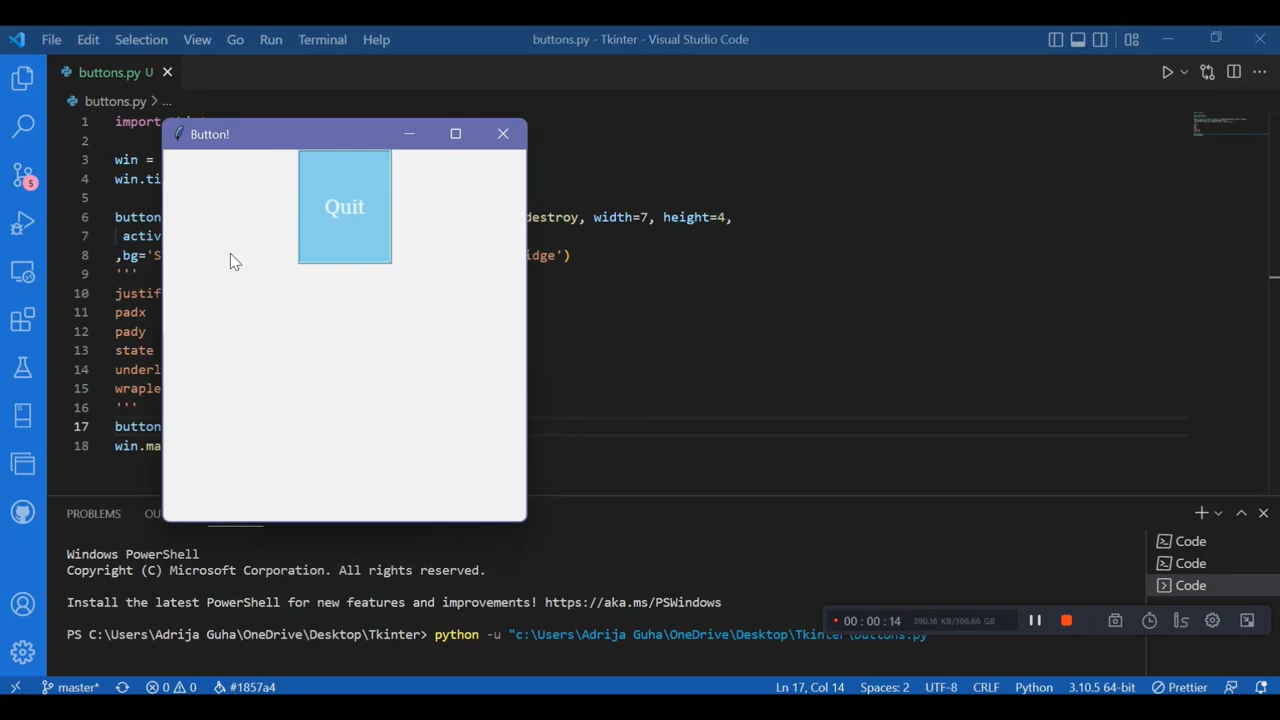 File Edit Selection View Go Run Terminal Help buttons.py - Tkinter - Visual Studio Code
buttons.py U
buttons.py > ...
Button!
1 import
2
3 win =
4 win.ti
5
6 button destroy, width=7, height=4,
7 activ
8 ,bg='S idge')
9 '''
10 justif
11 padx
12 pady
13 state
14 underl
15 wraple
16 '''
17 button
18 win.ma
Quit
5
PROBLEMS OU
Code
Code
Code
Windows PowerShell
Copyright (C) Microsoft Corporation. All rights reserved.
Install the latest PowerShell for new features and improvements! https://aka.ms/PSWindows
PS C:\Users\Adrija Guha\OneDrive\Desktop\Tkinter> python -u "c:\Users\Adrija Guha\OneDrive\Desktop\Tkinter\buttons.py
00 : 00 : 14 390.16 KB/306.66 GB
master* 0 0 #1857a4 Ln 17, Col 14 Spaces: 2 UTF-8 CRLF Python 3.10.5 64-bit Prettier